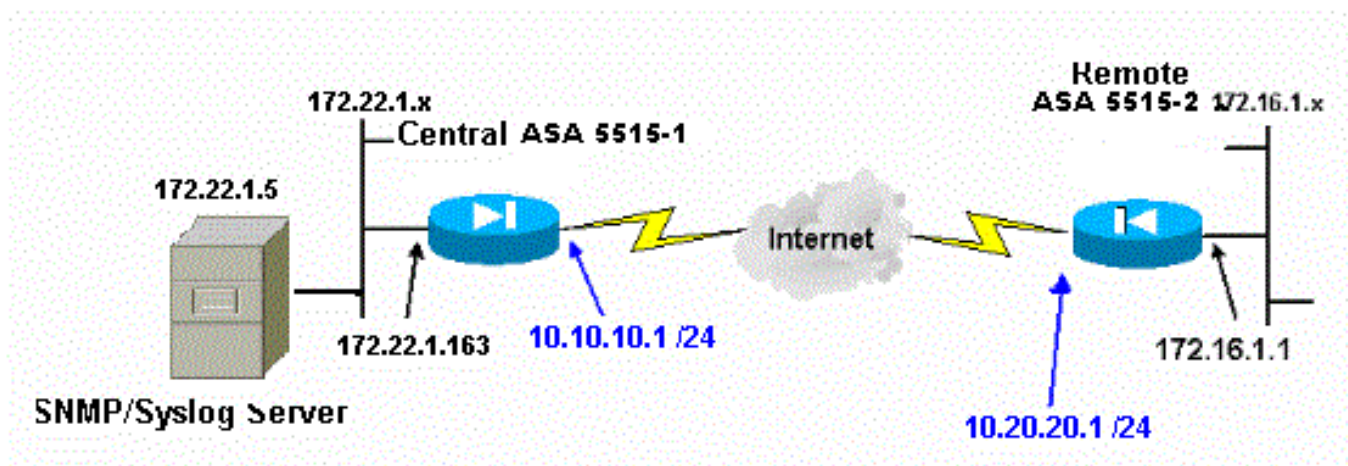 Remote
ASA 5515-2 172.16.1.x
172.22.1.x
Central ASA 5515-1
172.22.1.5
Internet
172.22.1.163
10.10.10.1 /24
172.16.1.1
SNMP/Syslog Server
10.20.20.1 /24